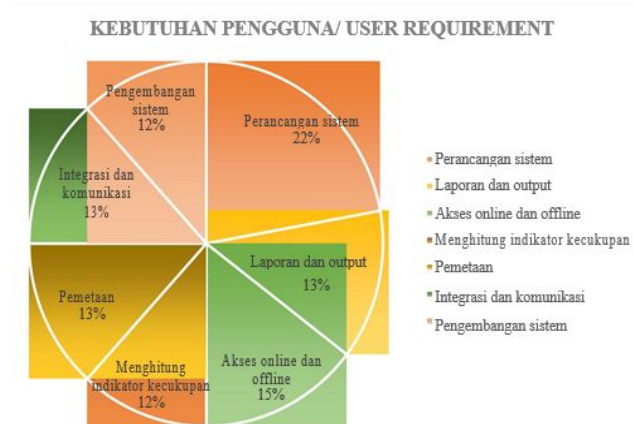 KEBUTUHAN PENGGUNA/ USER REQUIREMENT
Pengembangan
sistem
12%
Perancangan sistem
22%
Integrasi dan
komunikasi
13%
Laporan dan output
13%
Pemetaan
13%
Menghitung
indikator kecukupan
12%
Akses online dan
offline
15%
Perancangan sistem
Laporan dan output
Akses online dan offline
Menghitung indikator kecukupan
Pemetaan
Integrasi dan komunikasi
Pengembangan sistem